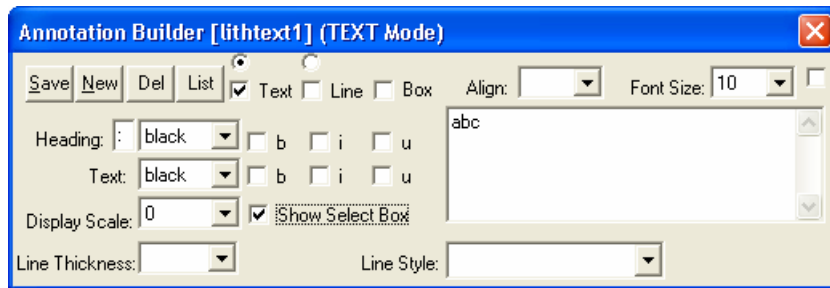 Annotation Builder [lithtext1] (TEXT Mode)
Save New Del List Text Line Box Align: Font Size: 10
Heading: : black b i u
abc
Text: black b i u
Display Scale: 0 Show Select Box
Line Thickness: Line Style: